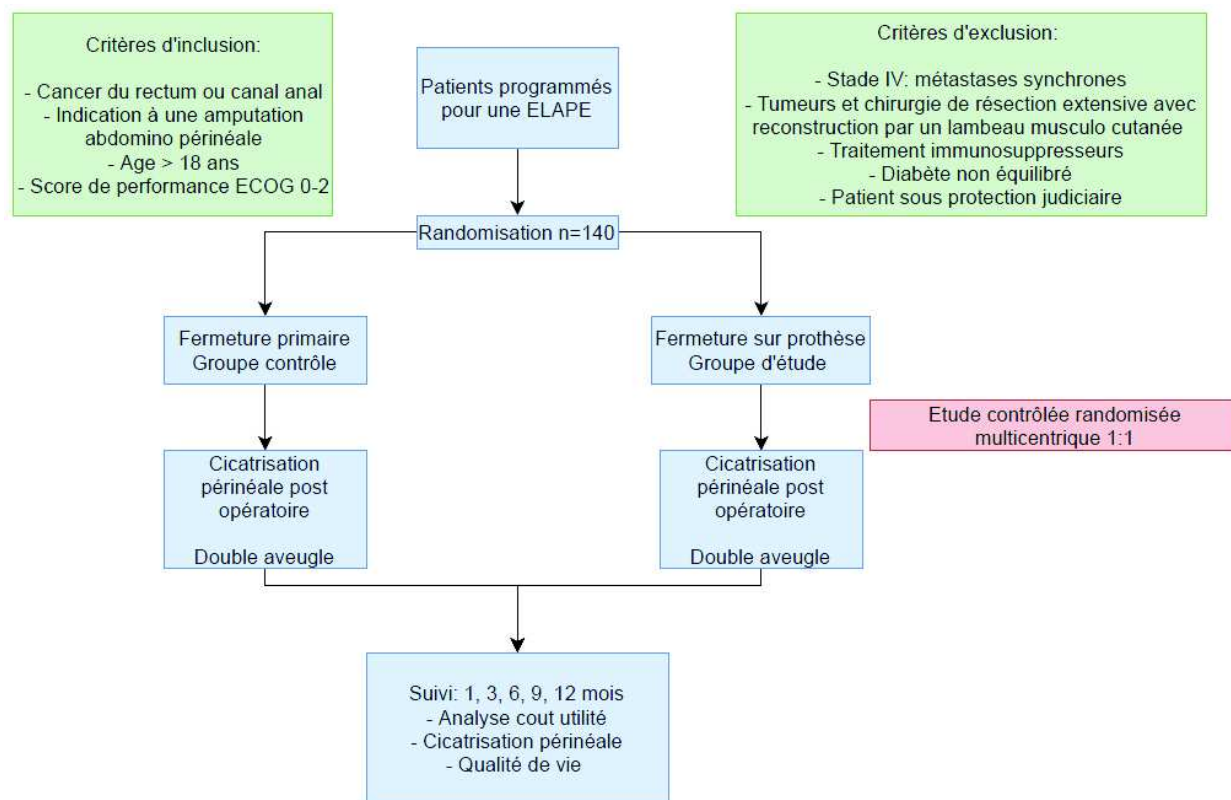 Critères d'inclusion:
- Cancer du rectum ou canal anal
- Indication à une amputation
abdomino périnéale
- Age > 18 ans
- Score de performance ECOG 0-2
Patients programmés
pour une ELAPE
Critères d'exclusion:
- Stade IV: métastases synchrones
- Tumeurs et chirurgie de résection extensive avec
reconstruction par un lambeau musculo cutanée
- Traitement immunosuppresseurs
- Diabète non équilibré
- Patient sous protection judiciaire
Randomisation n=140
Fermeture primaire
Groupe contrôle
Fermeture sur prothèse
Groupe d'étude
Etude contrôlée randomisée
multicentrique 1:1
Cicatrisation
périnéale post
opératoire
Double aveugle
Cicatrisation
périnéale post
opératoire
Double aveugle
Suivi: 1, 3, 6, 9, 12 mois
- Analyse cout utilité
- Cicatrisation périnéale
- Qualité de vie